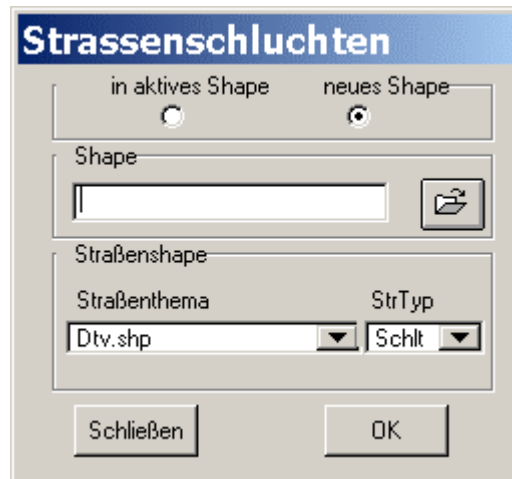 Strassenschluchten
in aktives Shape neues Shape
Shape
Straßenshape
Straßenthema StrTyp
Dtv.shp Schlt
Schließen OK